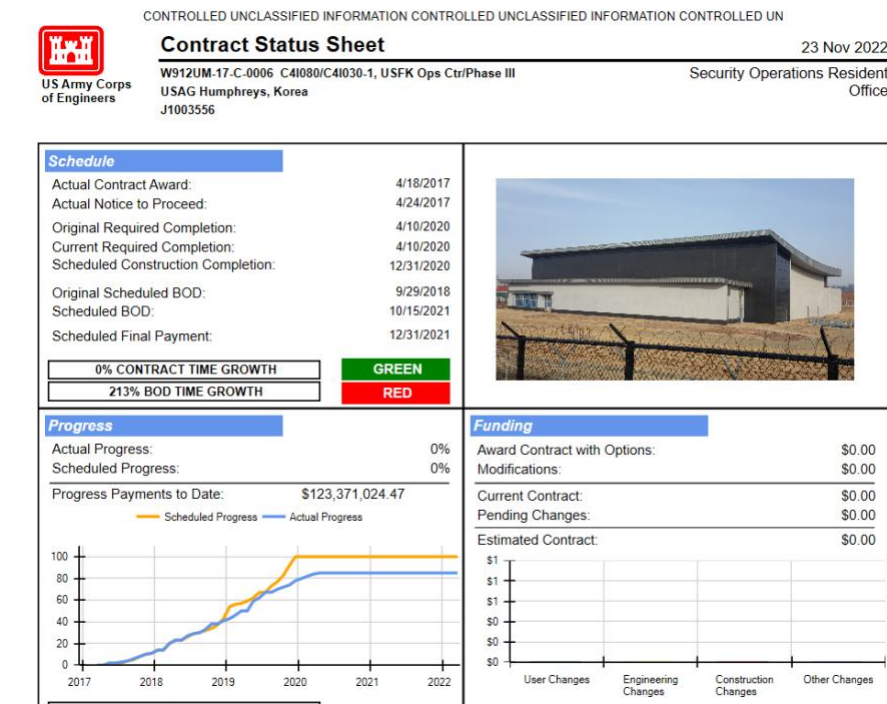 CONTROLLED UNCLASSIFIED INFORMATION CONTROLLED UNCLASSIFIED INFORMATION CONTROLLED UN
US Army Corps
of Engineers
Contract Status Sheet
23 Nov 2022
W912UM-17-C-0006 C4I080/C4I030-1, USFK Ops Ctr/Phase III
USAG Humphreys, Korea
J1003556
Security Operations Resident
Office
Schedule
Actual Contract Award: 4/18/2017
Actual Notice to Proceed: 4/24/2017
Original Required Completion: 4/10/2020
Current Required Completion: 4/10/2020
Scheduled Construction Completion: 12/31/2020
Original Scheduled BOD: 9/29/2018
Scheduled BOD: 10/15/2021
Scheduled Final Payment: 12/31/2021
0% CONTRACT TIME GROWTH GREEN
213% BOD TIME GROWTH RED
Progress
Actual Progress: 0%
Scheduled Progress: 0%
Progress Payments to Date: $123,371,024.47
Scheduled Progress Actual Progress
100
80
60
40
20
0
2017 2018 2019 2020 2021 2022
Funding
Award Contract with Options: $0.00
Modifications: $0.00
Current Contract: $0.00
Pending Changes: $0.00
Estimated Contract: $0.00
$1
$1
$1
$0
$0
$0
User Changes Engineering Changes Construction Changes Other Changes